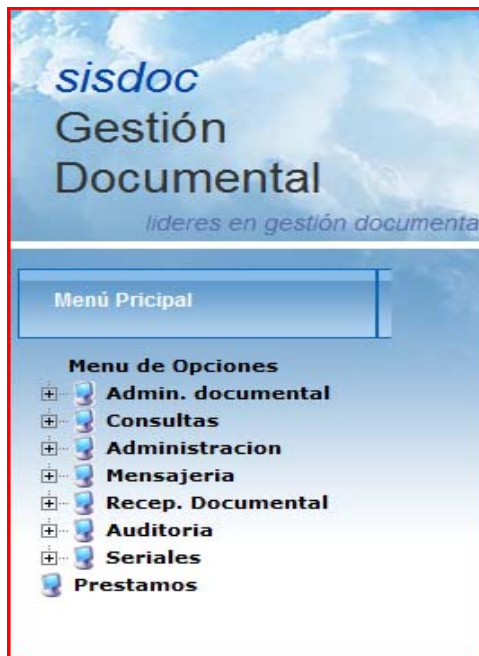 sisdoc
Gestión
Documental
lideres en gestión documenta
Menú Pricipal
Menu de Opciones
Admin. documental
Consultas
Administracion
Mensajeria
Recep. Documental
Auditoria
Seriales
Prestamos